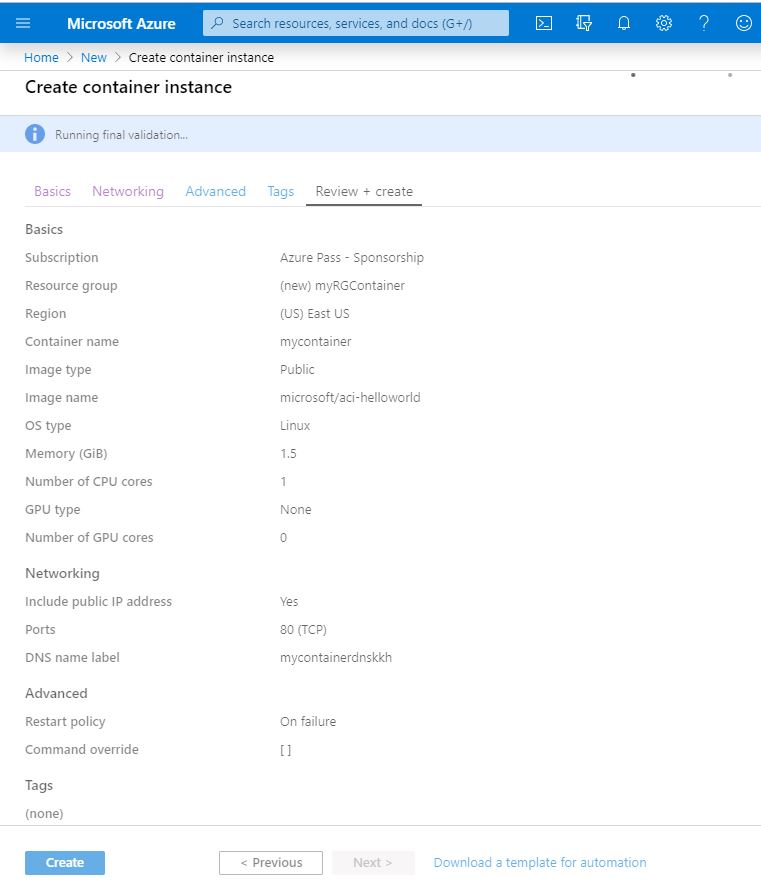 Microsoft Azure
Search resources, services, and docs (G+/)
Home > New > Create container instance
Create container instance
Running final validation...
Basics Networking Advanced Tags Review + create
Basics
Subscription Azure Pass - Sponsorship
Resource group (new) myRGContainer
Region (US) East US
Container name mycontainer
Image type Public
Image name microsoft/aci-helloworld
OS type Linux
Memory (GiB) 1.5
Number of CPU cores 1
GPU type None
Number of GPU cores 0
Networking
Include public IP address Yes
Ports 80 (TCP)
DNS name label mycontainerdnskkh
Advanced
Restart policy On failure
Command override [ ]
Tags
(none)
Create < Previous Next > Download a template for automation